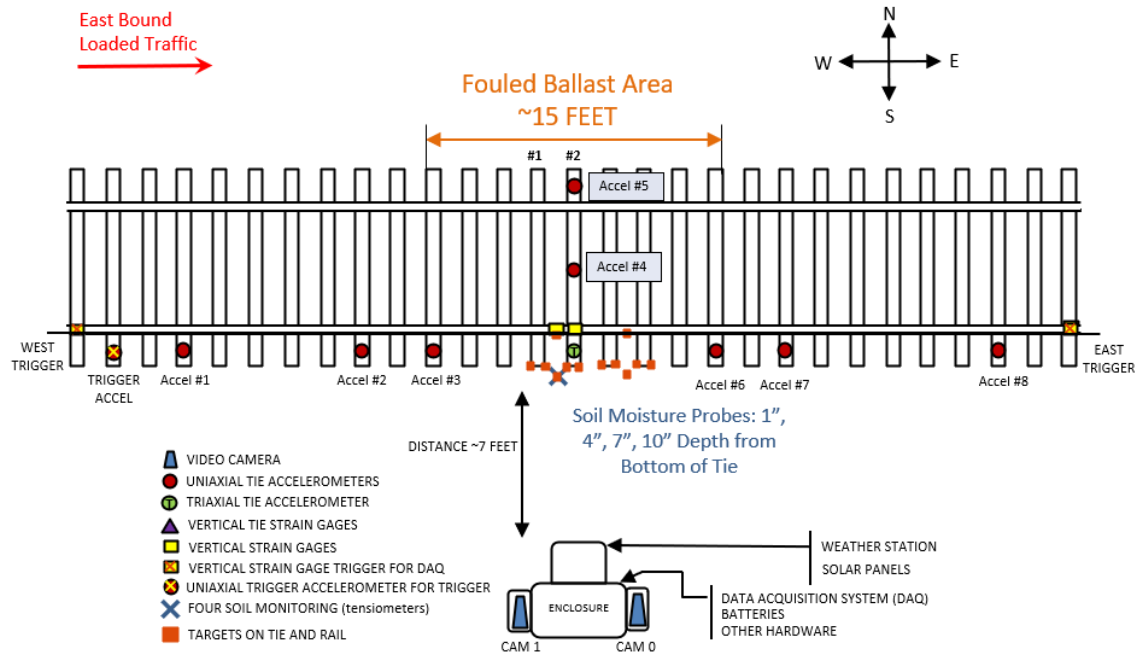 East Bound
Loaded Traffic
N
W
E
S
Fouled Ballast Area
~15 FEET
#1
#2
Accel #5
Accel #4
WEST
TRIGGER
TRIGGER
ACCEL
Accel #1
Accel #2
Accel #3
T
Accel #6
Accel #7
Accel #8
EAST
TRIGGER
DISTANCE ~7 FEET
Soil Moisture Probes: 1”,
4”, 7”, 10” Depth from
Bottom of Tie
VIDEO CAMERA
UNIAXIAL TIE ACCELEROMETERS
T
TRIAXIAL TIE ACCELEROMETER
VERTICAL TIE STRAIN GAGES
VERTICAL STRAIN GAGES
VERTICAL STRAIN GAGE TRIGGER FOR DAQ
UNIAXIAL TRIGGER ACCELEROMETER FOR TRIGGER
FOUR SOIL MONITORING (tensiometers)
TARGETS ON TIE AND RAIL
ENCLOSURE
CAM 1
CAM 0
WEATHER STATION
SOLAR PANELS
DATA ACQUISITION SYSTEM (DAQ)
BATTERIES
OTHER HARDWARE